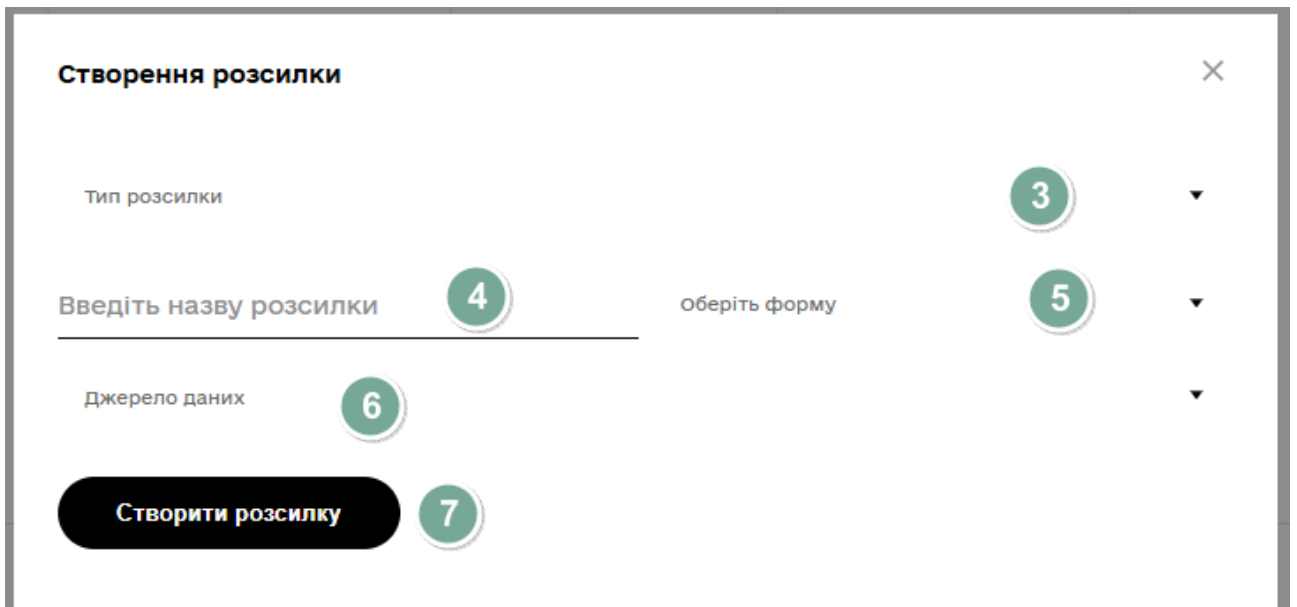 Створення розсилки
Тип розсилки 3
Введіть назву розсилки 4 Оберіть форму 5
Джерело даних 6
Створити розсилку 7